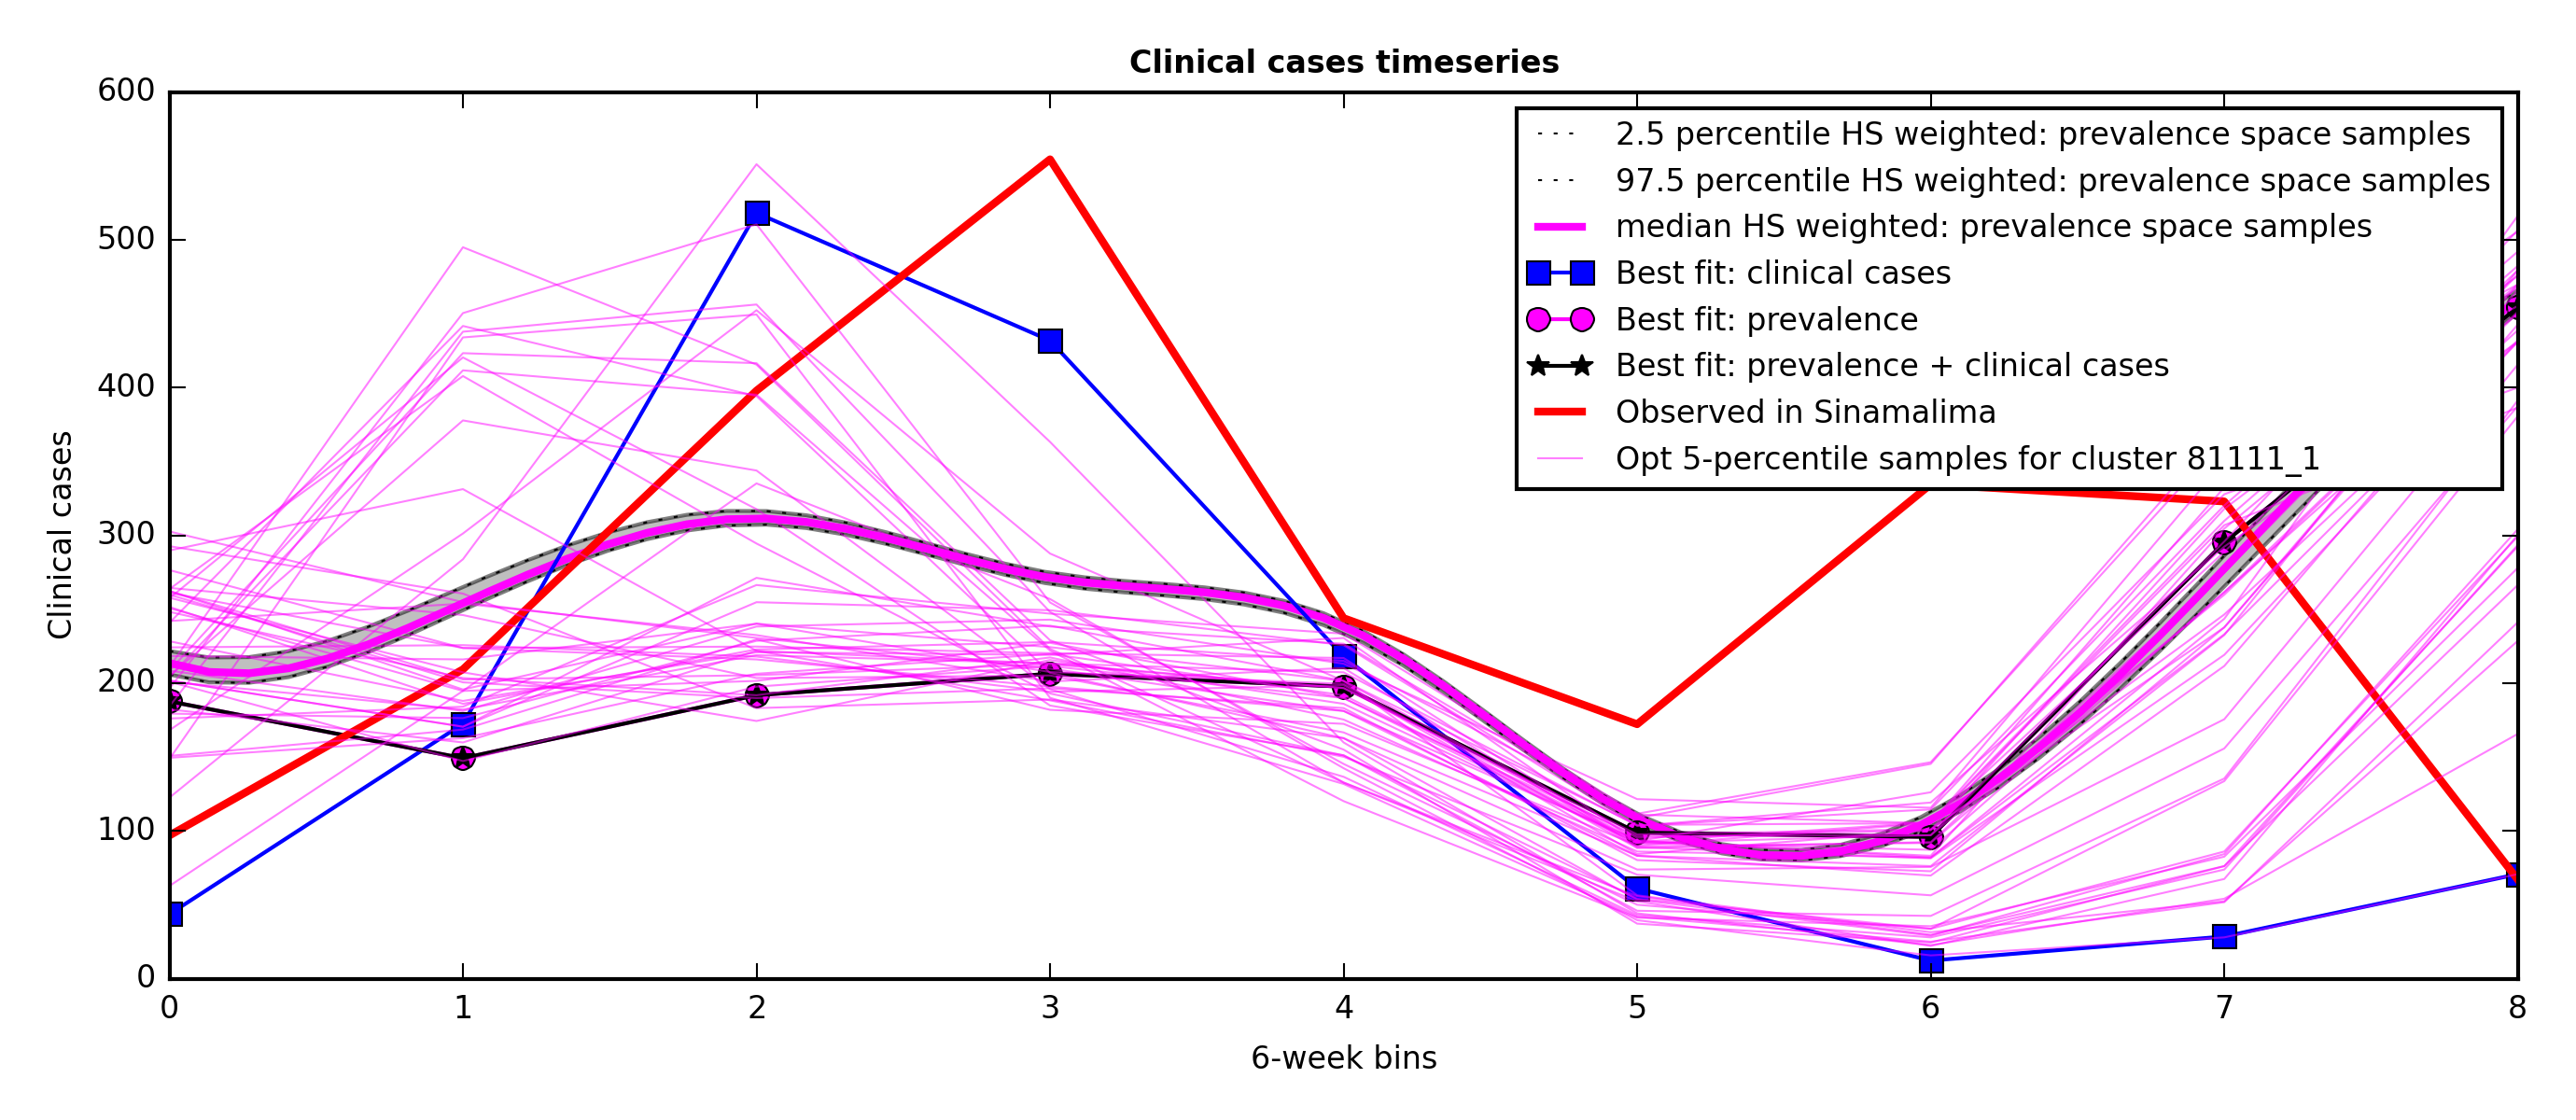 Clinical cases timeseries
600
500
400
300
200
100
0
Clinical cases
2.5 percentile HS weighted: prevalence space samples
97.5 percentile HS weighted: prevalence space samples
median HS weighted: prevalence space samples
Best fit: clinical cases
Best fit: prevalence
Best fit: prevalence + clinical cases
Observed in Sinamalima
Opt 5-percentile samples for cluster 81111_1
0 1 2 3 4 5 6 7 8
6-week bins